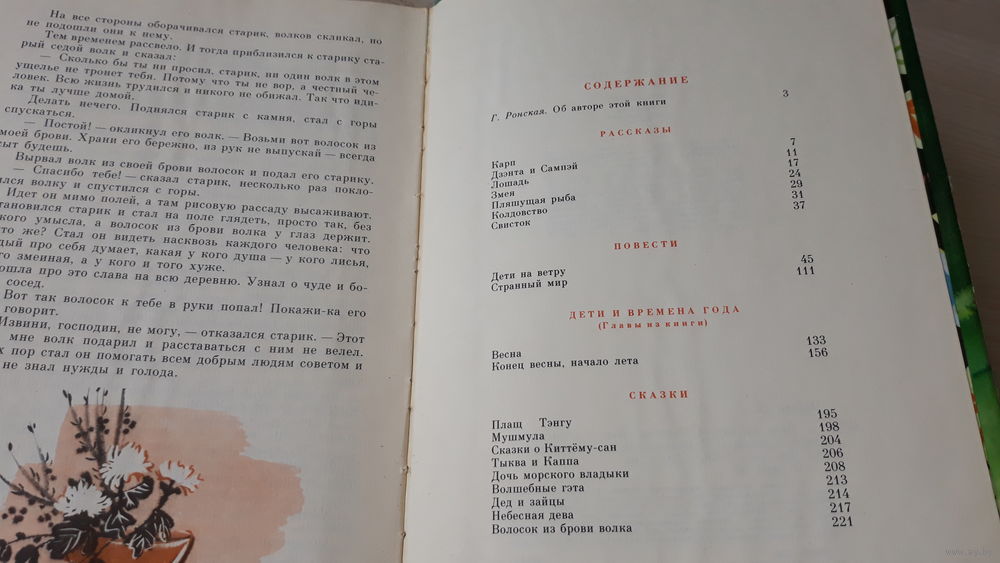 На все стороны оборачивался старик, волков скликал, но
не подошли они к нему.
Тем временем рассвело. И тогда приблизился к старику ста-
рый седой волк и сказал:
— Сколько бы ты ни просил, старик, ни один волк в этом
ущелье не тронет тебя. Потому что ты не вор, а честный че-
ловек. Всю жизнь трудился и никого не обижал. Так что иди-
ка ты лучше домой.
Делать нечего. Поднялся старик с камня, стал с горы
спускаться.
— Постой! — окликнул его волк. — Возьми вот волосок из
моей брови. Храни его бережно, из рук не выпускай — всегда
сыт будешь.
Вырвал волк из своей брови волосок и подал его старику.
— Спасибо тебе! — сказал старик, несколько раз покло-
ился волку и спустился с горы.
Идет он мимо полей, а там рисовую рассаду высаживают.
тановился старик и стал на поле глядеть, просто так, без
кого умысла, а волосок из брови волка у глаз держит.
то же? Стал он видеть насквозь каждого человека: что
дый про себя думает, какая у кого душа — у кого лисья,
го змеиная, а у кого и того хуже.
ошла про это слава на всю деревню. Узнал о чуде и бо-
сосед.
Вот так волосок к тебе в руки попал! Покажи-ка его
говорит.
Извини, господин, не могу, — отказался старик. — Этот
мне волк подарил и расставаться с ним не велел.
х пор стал он помогать всем добрым людям советом и
не знал нужды и голода.
СОДЕРЖАНИЕ
Г. Ронская. Об авторе этой книги 3
РАССКАЗЫ
Карп 7
Дзэнта и Сампэй 11
Лошадь 17
Змея 24
Пляшущая рыба 29
Колдовство 31
Свисток 37
ПОВЕСТИ
Дети на ветру 45
Странный мир 111
ДЕТИ И ВРЕМЕНА ГОДА
(Главы из книги)
Весна 133
Конец весны, начало лета 156
СКАЗКИ
Плащ Тэнгу 195
Мушмула 198
Сказки о Киттёму-сан 204
Тыква и Каппа 206
Дочь морского владыки 208
Волшебные гэта 213
Дед и зайцы 214
Небесная дева 217
Волосок из брови волка 221
www.ay.by